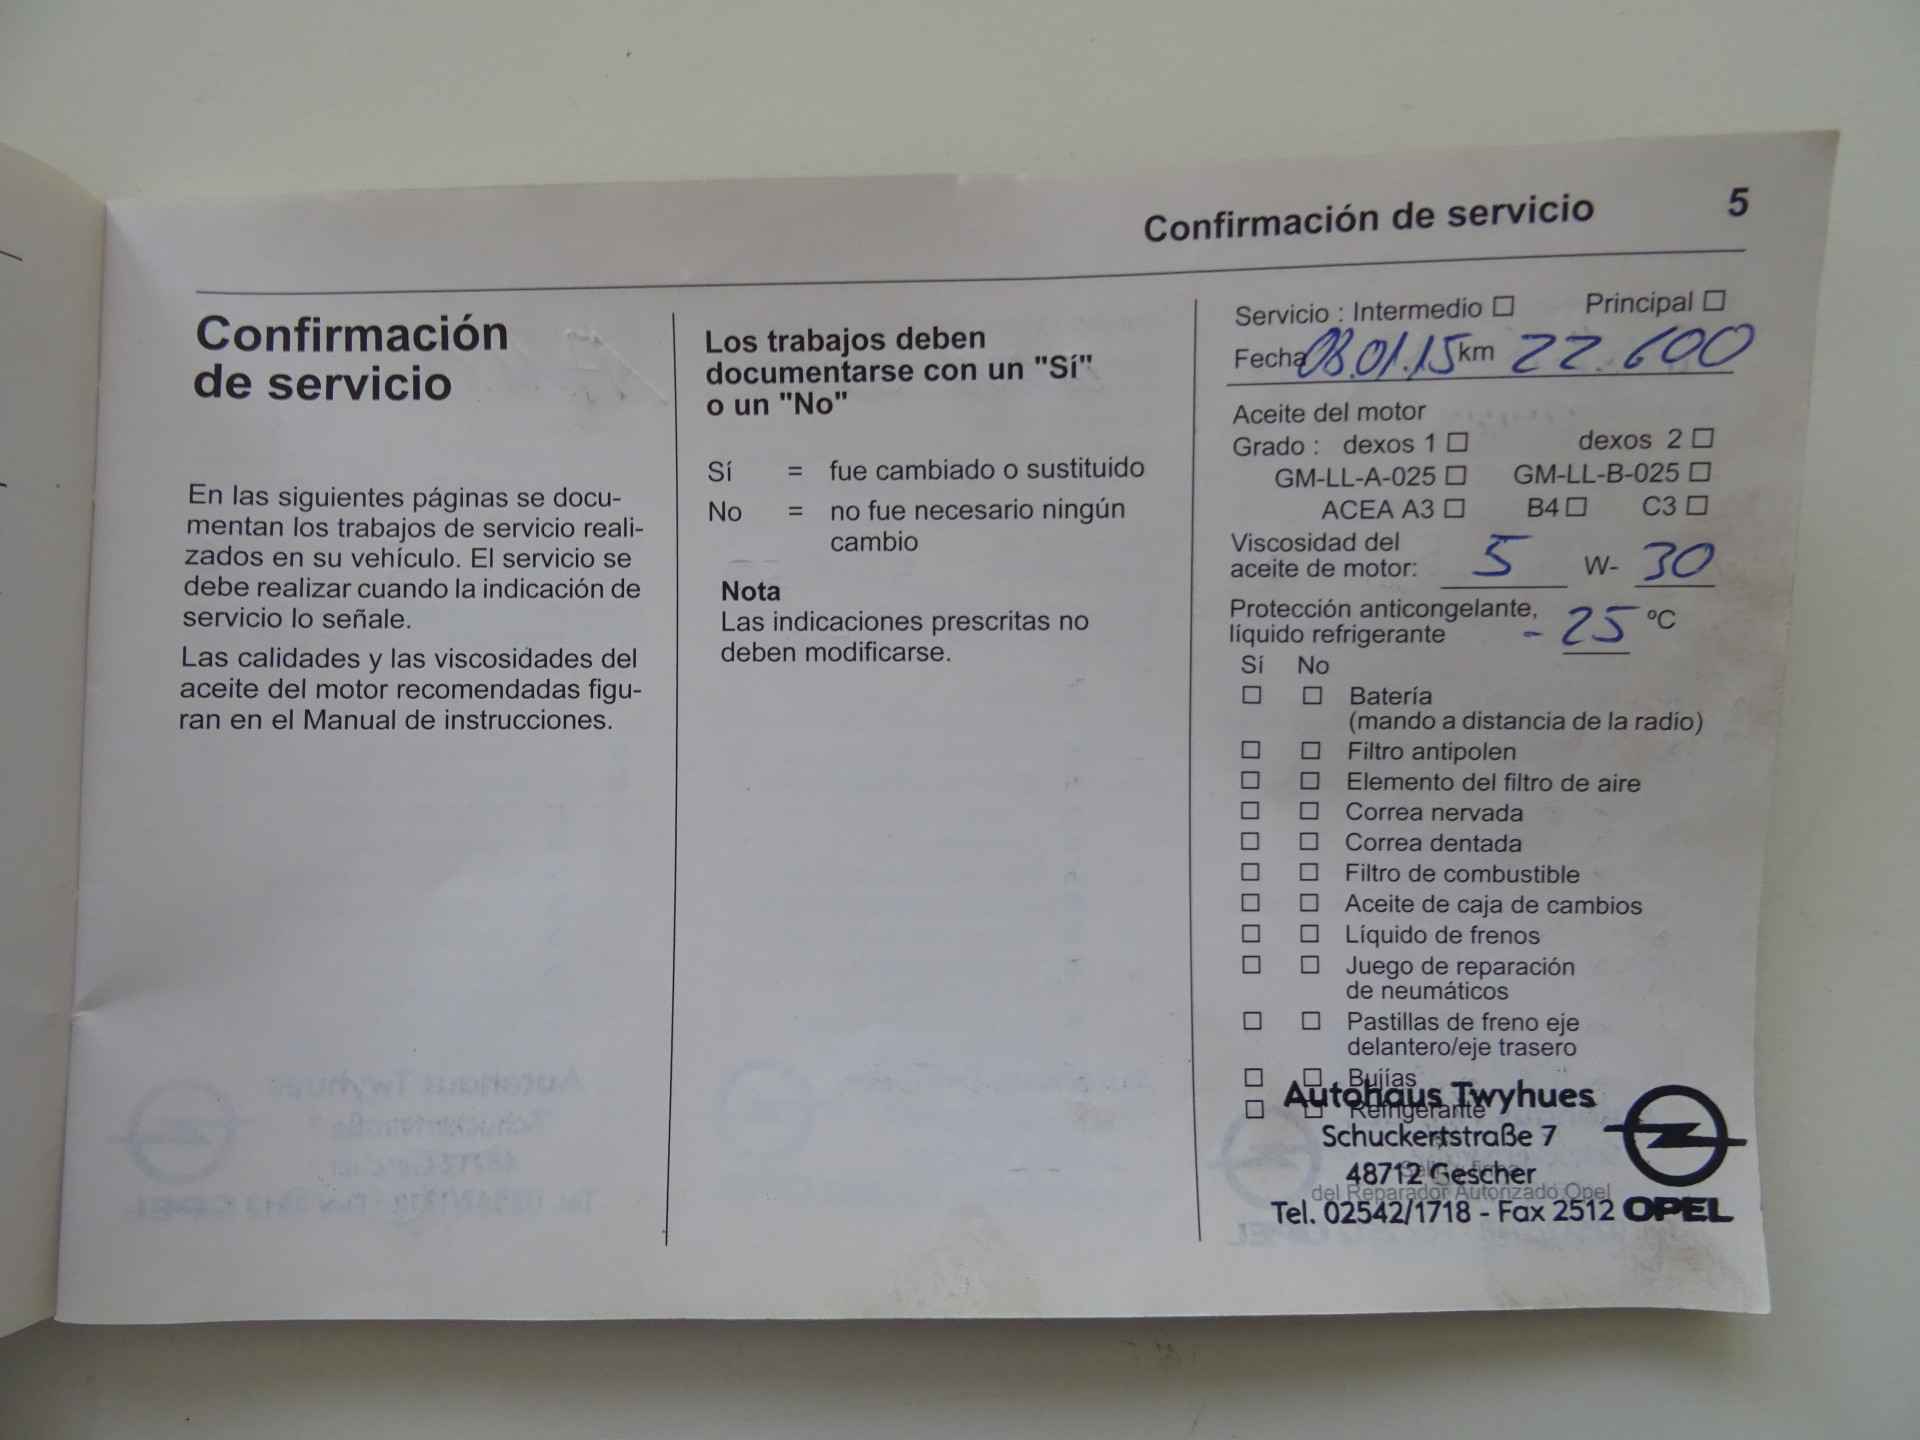 Confirmación de servicio 5
Confirmación
de servicio
En las siguientes páginas se docu-
mentan los trabajos de servicio reali-
zados en su vehículo. El servicio se
debe realizar cuando la indicación de
servicio lo señale.
Las calidades y las viscosidades del
aceite del motor recomendadas figu-
ran en el Manual de instrucciones.
Los trabajos deben
documentarse con un "Sí"
o un "No"
Sí = fue cambiado o sustituido
No = no fue necesario ningún
cambio
Nota
Las indicaciones prescritas no
deben modificarse.
Servicio : Intermedio ☐ Principal ☐
Fecha 08.01.15 km 22.600
Aceite del motor
Grado : dexos 1 ☐ dexos 2 ☐
GM-LL-A-025 ☐ GM-LL-B-025 ☐
ACEA A3 ☐ B4 ☐ C3 ☐
Viscosidad del
aceite de motor: 5 W- 30
Protección anticongelante,
líquido refrigerante - 25 ºC
Sí No
☐ ☐ Batería
(mando a distancia de la radio)
☐ ☐ Filtro antipolen
☐ ☐ Elemento del filtro de aire
☐ ☐ Correa nervada
☐ ☐ Correa dentada
☐ ☐ Filtro de combustible
☐ ☐ Aceite de caja de cambios
☐ ☐ Líquido de frenos
☐ ☐ Juego de reparación
de neumáticos
☐ ☐ Pastillas de freno eje
delantero/eje trasero
☐ ☐ Bujías
Autohaus Twyhues
☐ ☐ Refrigerante
Schuckertstraße 7
48712 Gescher
del Reparador Autorizado Opel
Tel. 02542/1718 - Fax 2512 OPEL